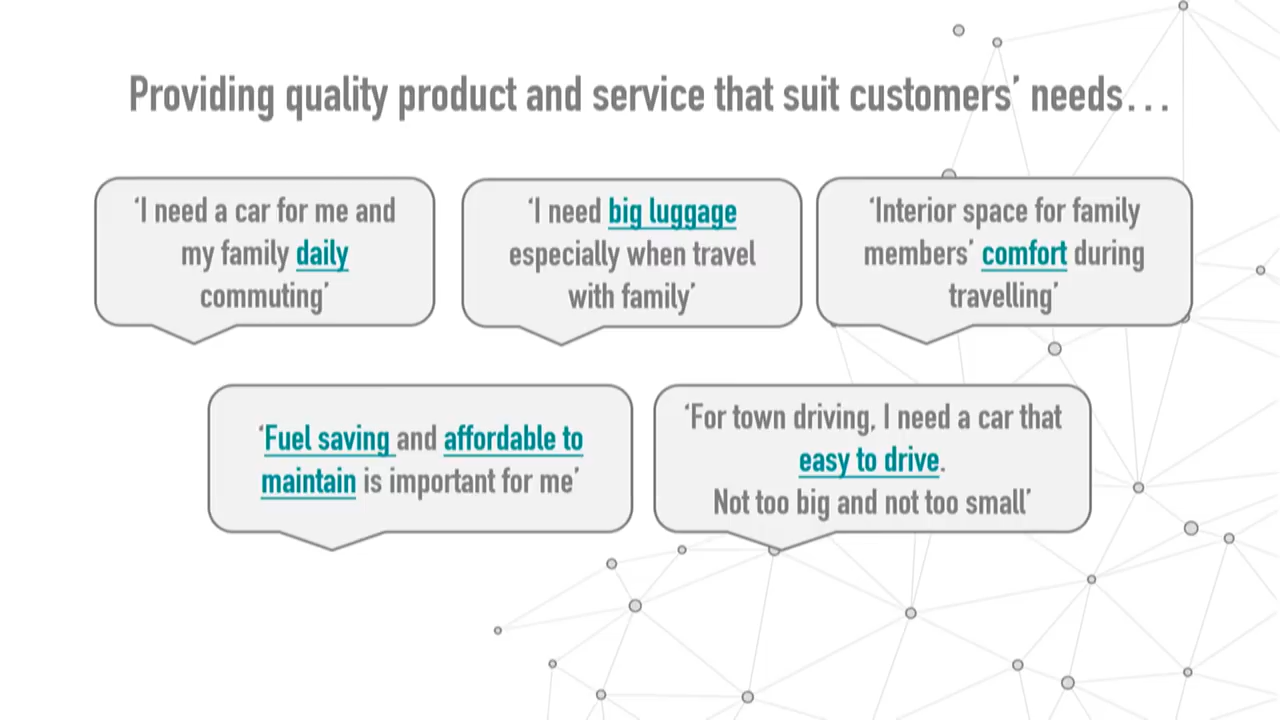 Providing quality product and service that suit customers’ needs...
‘I need a car for me and
my family daily
commuting’
‘I need big luggage
especially when travel
with family’
‘Interior space for family
members’ comfort during
travelling’
‘Fuel saving and affordable to
maintain is important for me’
‘For town driving, I need a car that
easy to drive.
Not too big and not too small’